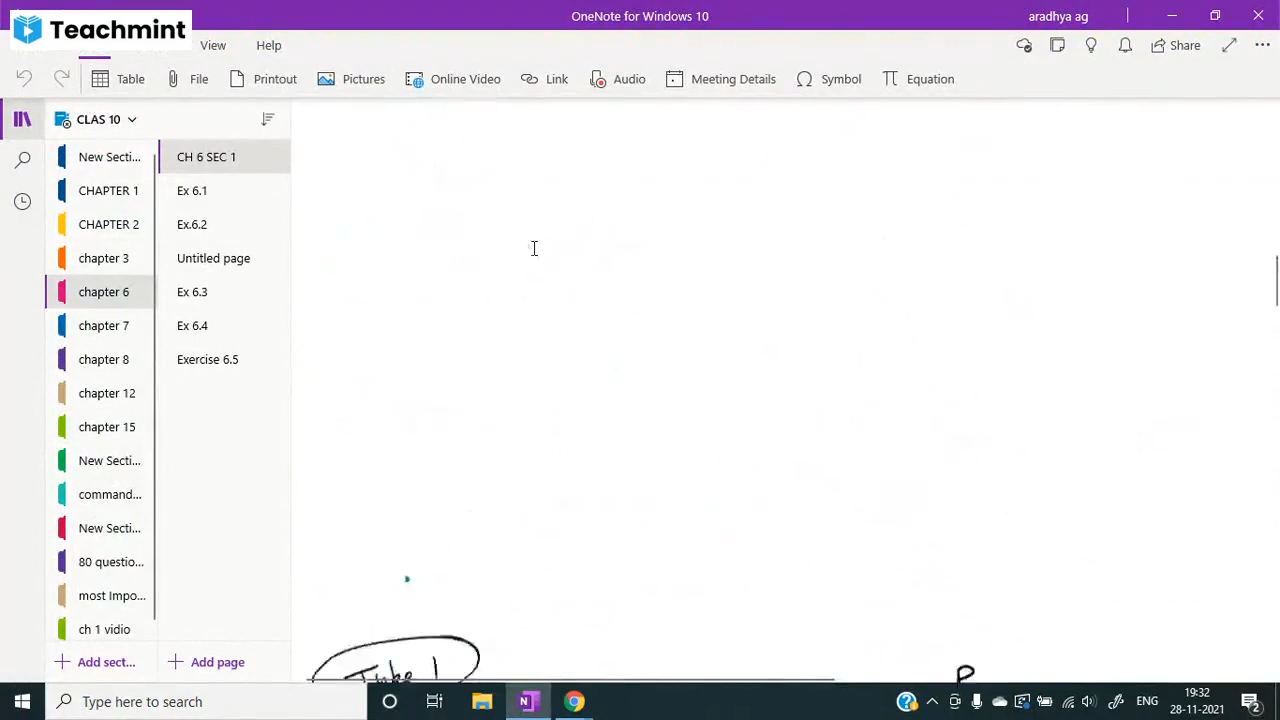 Teachmint
OneNote for Windows 10
aradhya ag
View
Help
Share
Table
File
Printout
Pictures
Online Video
Link
Audio
Meeting Details
Symbol
Equation
CLAS 10
New Secti...
CHAPTER 1
CHAPTER 2
chapter 3
chapter 6
chapter 7
chapter 8
chapter 12
chapter 15
New Secti...
command...
New Secti...
80 questio...
most Impo...
ch 1 vidio
Add sect...
CH 6 SEC 1
Ex 6.1
Ex.6.2
Untitled page
Ex 6.3
Ex 6.4
Exercise 6.5
Add page
P
Type here to search
ENG
19:32
28-11-2021
2